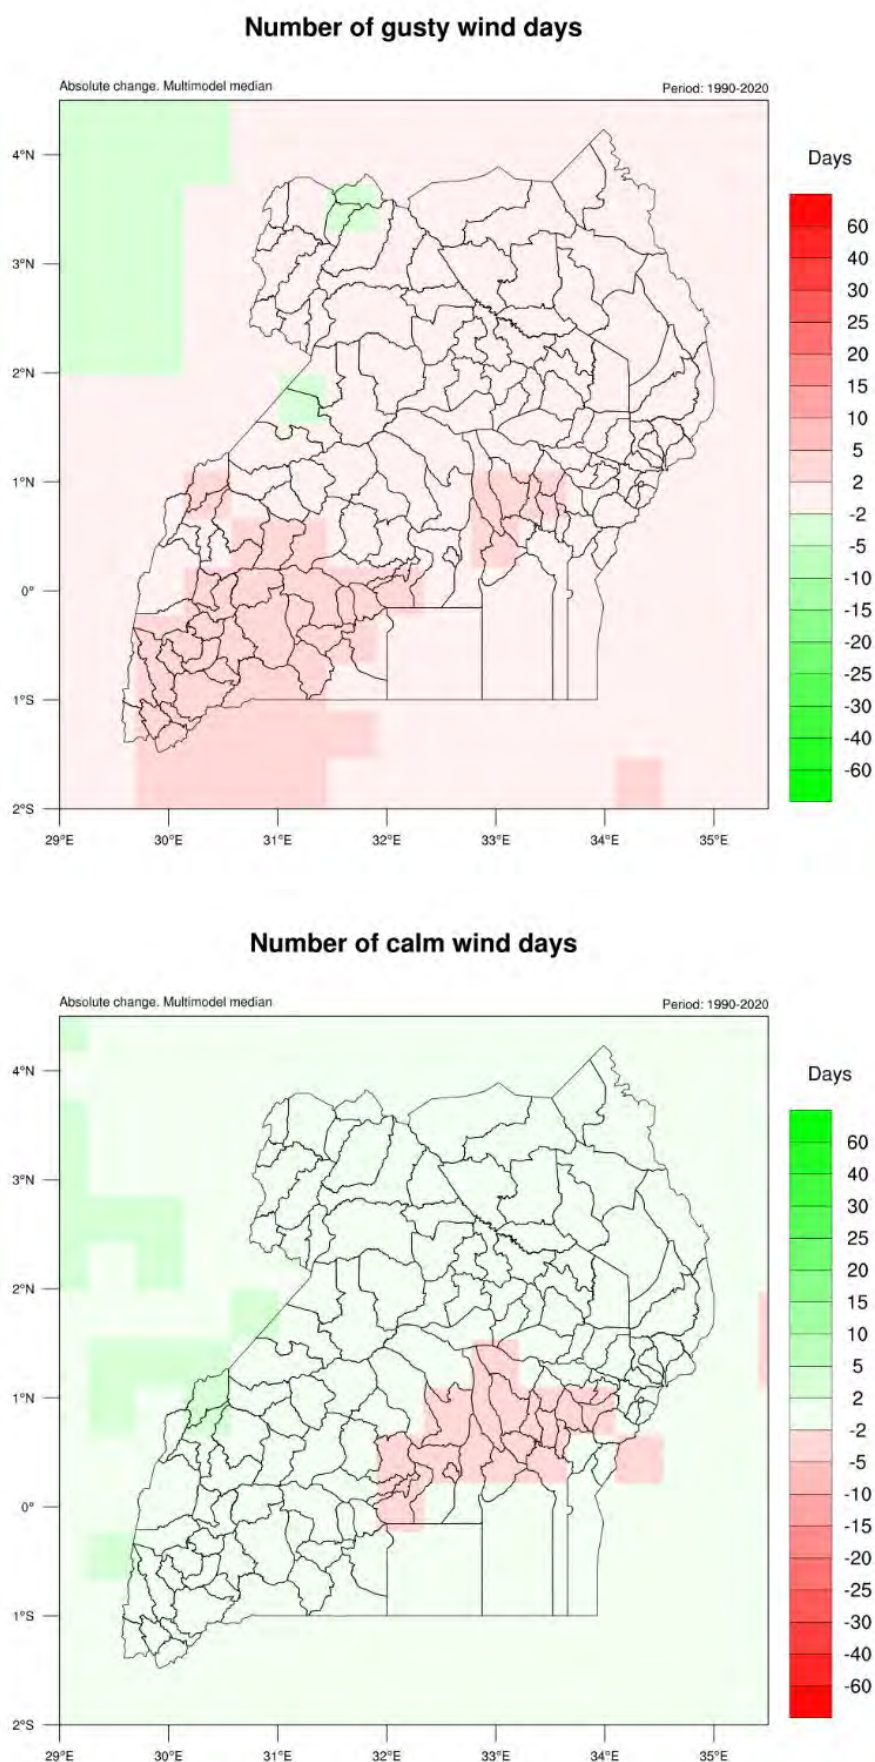 Number of gusty wind days
Absolute change. Multimodel median
Period: 1990-2020
Days
4°N
3°N
2°N
1°N
0°
1°S
2°S
29°E
30°E
31°E
32°E
33°E
34°E
35°E
60
40
30
25
20
15
10
5
2
-2
-5
-10
-15
-20
-25
-30
-40
-60
Number of calm wind days
Absolute change. Multimodel median
Period: 1990-2020
Days
4°N
3°N
2°N
1°N
0°
1°S
2°S
29°E
30°E
31°E
32°E
33°E
34°E
35°E
60
40
30
25
20
15
10
5
2
-2
-5
-10
-15
-20
-25
-30
-40
-60